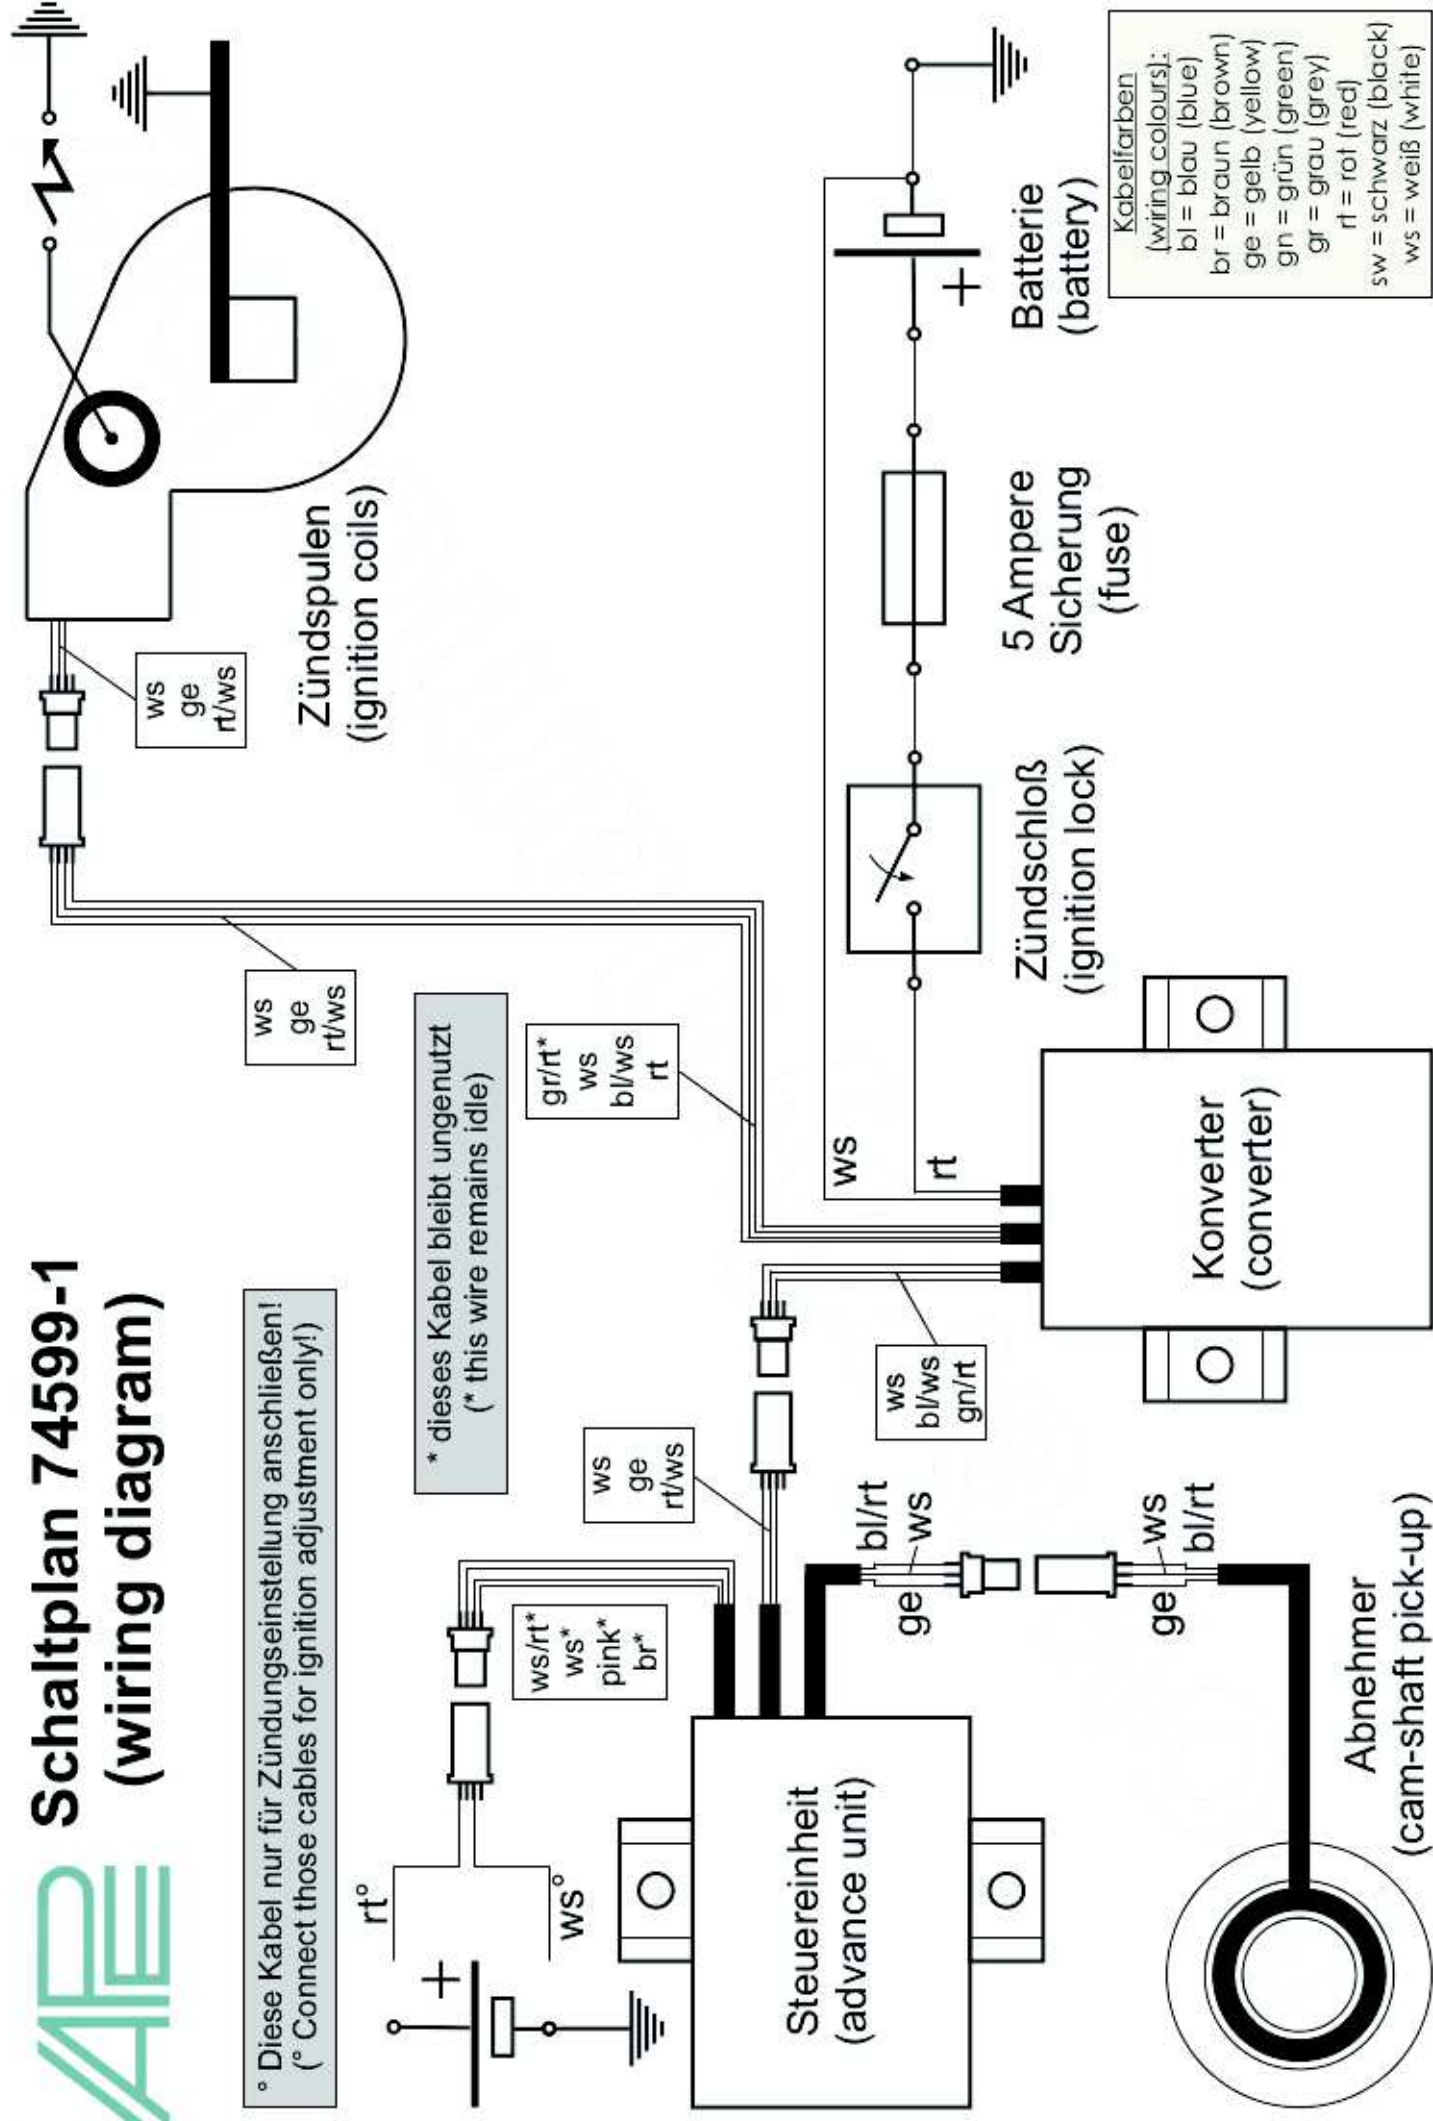 APE
Schaltplan 74599-1
(wiring diagram)
° Diese Kabel nur für Zündungseinstellung anschließen!
(° Connect those cables for ignition adjustment only!)
* dieses Kabel bleibt ungenutzt
(* this wire remains idle)
rt°
ws°
+
ws/rt*
ws*
pink*
br*
ws
ge
rt/ws
Steuereinheit
(advance unit)
bl/rt
ws
ge
ge
ws
bl/rt
Abnehmer
(cam-shaft pick-up)
ws
bl/ws
gn/rt
gr/rt*
ws
bl/ws
rt
ws
ge
rt/ws
ws
ge
rt/ws
Zündspulen
(ignition coils)
ws
rt
Konverter
(converter)
Zündschloß
(ignition lock)
5 Ampere
Sicherung
(fuse)
+
Batterie
(battery)
Kabelfarben
(wiring colours):
bl = blau (blue)
br = braun (brown)
ge = gelb (yellow)
gn = grün (green)
gr = grau (grey)
rt = rot (red)
sw = schwarz (black)
ws = weiß (white)